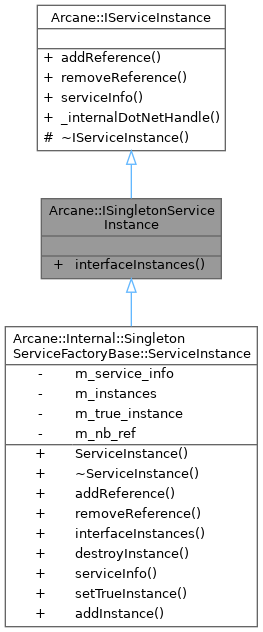 Arcane::IServiceInstance
+ addReference()
+ removeReference()
+ serviceInfo()
+ _internalDotNetHandle()
# ~IServiceInstance()
Arcane::ISingletonService
Instance
+ interfaceInstances()
Arcane::Internal::Singleton
ServiceFactoryBase::ServiceInstance
- m_service_info
- m_instances
- m_true_instance
- m_nb_ref
+ ServiceInstance()
+ ~ServiceInstance()
+ addReference()
+ removeReference()
+ interfaceInstances()
+ destroyInstance()
+ serviceInfo()
+ setTrueInstance()
+ addInstance()